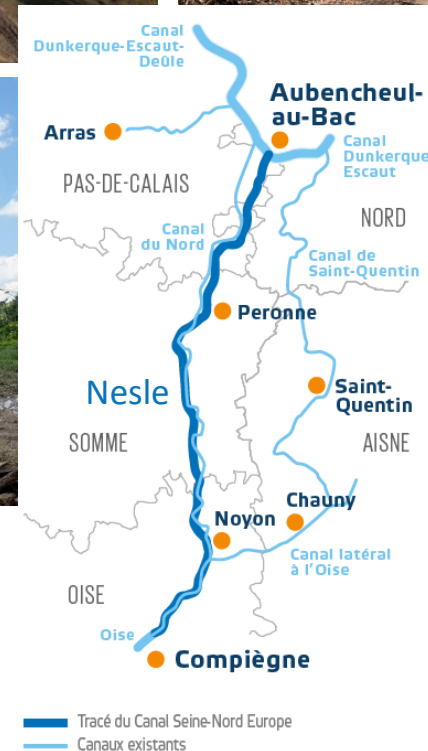 Canal
Dunkerque-Escaut-
Deûle
Aubencheul-
au-Bac
Arras
Canal
Dunkerque
Escaut
PAS-DE-CALAIS
NORD
Canal
du Nord
Canal de
Saint-Quentin
Peronne
Nesle
Saint-
Quentin
SOMME
AISNE
Chauny
Noyon
Canal latéral
à l'Oise
OISE
Oise
Compiègne
Tracé du Canal Seine-Nord Europe
Canaux existants